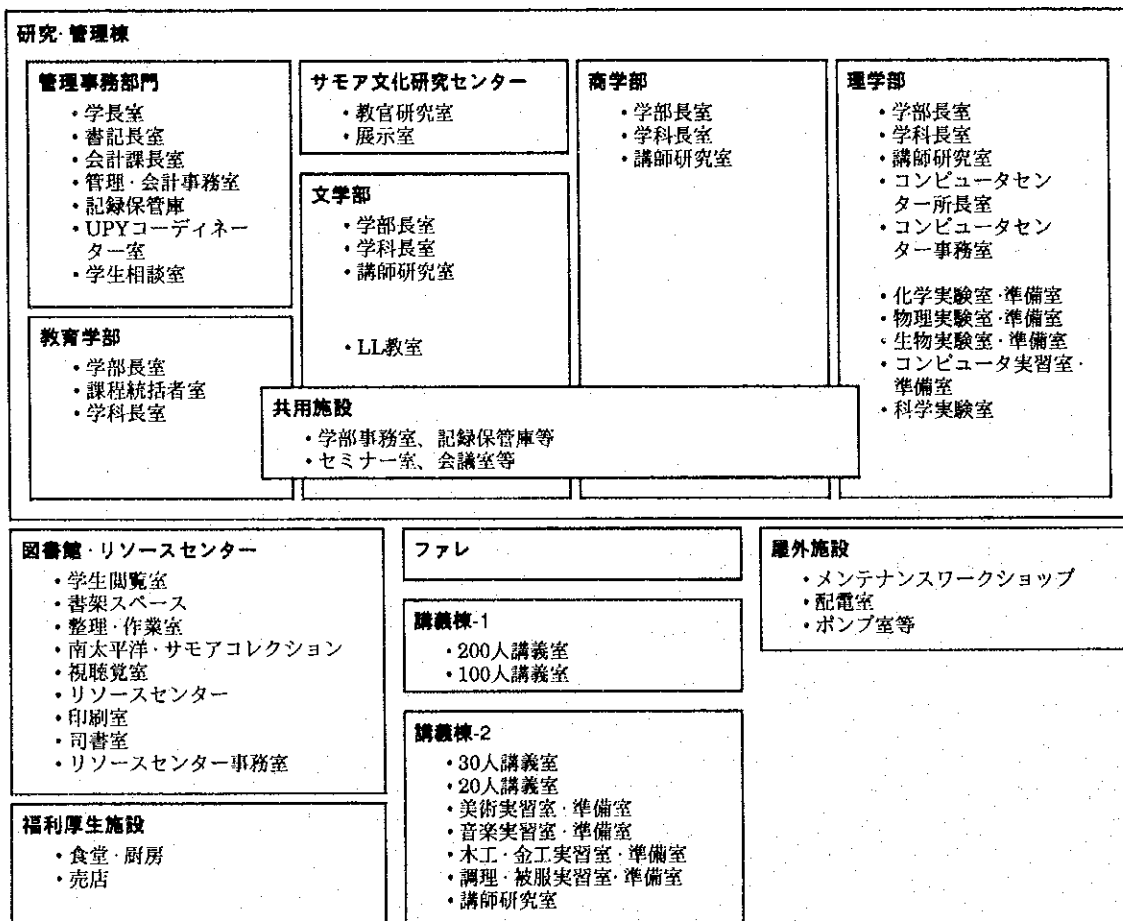 研究・管理棟
管理事務部門
・学長室
・書記長室
・会計課長室
・管理・会計事務室
・記録保管庫
・UPYコーディネー
ター室
・学生相談室
教育学部
・学部長室
・課程統括者室
・学科長室
サモア文化研究センター
・教官研究室
・展示室
文学部
・学部長室
・学科長室
・講師研究室
・LL教室
商学部
・学部長室
・学科長室
・講師研究室
理学部
・学部長室
・学科長室
・講師研究室
・コンピュータセン
ター所長室
・コンピュータセン
ター事務室
・化学実験室・準備室
・物理実験室・準備室
・生物実験室・準備室
・コンピュータ実習室・
準備室
・科学実験室
共用施設
・学部事務室、記録保管庫等
・セミナー室、会議室等
図書館・リソースセンター
・学生閲覧室
・書架スペース
・整理・作業室
・南太平洋・サモアコレクション
・視聴覚室
・リソースセンター
・印刷室
・司書室
・リソースセンター事務室
福利厚生施設
・食堂・厨房
・売店
ファレ
講義棟-1
・200人講義室
・100人講義室
講義棟-2
・30人講義室
・20人講義室
・美術実習室・準備室
・音楽実習室・準備室
・木工・金工実習室・準備室
・調理・被服実習室・準備室
・講師研究室
屋外施設
・メンテナンスワークショップ
・配電室
・ポンプ室等